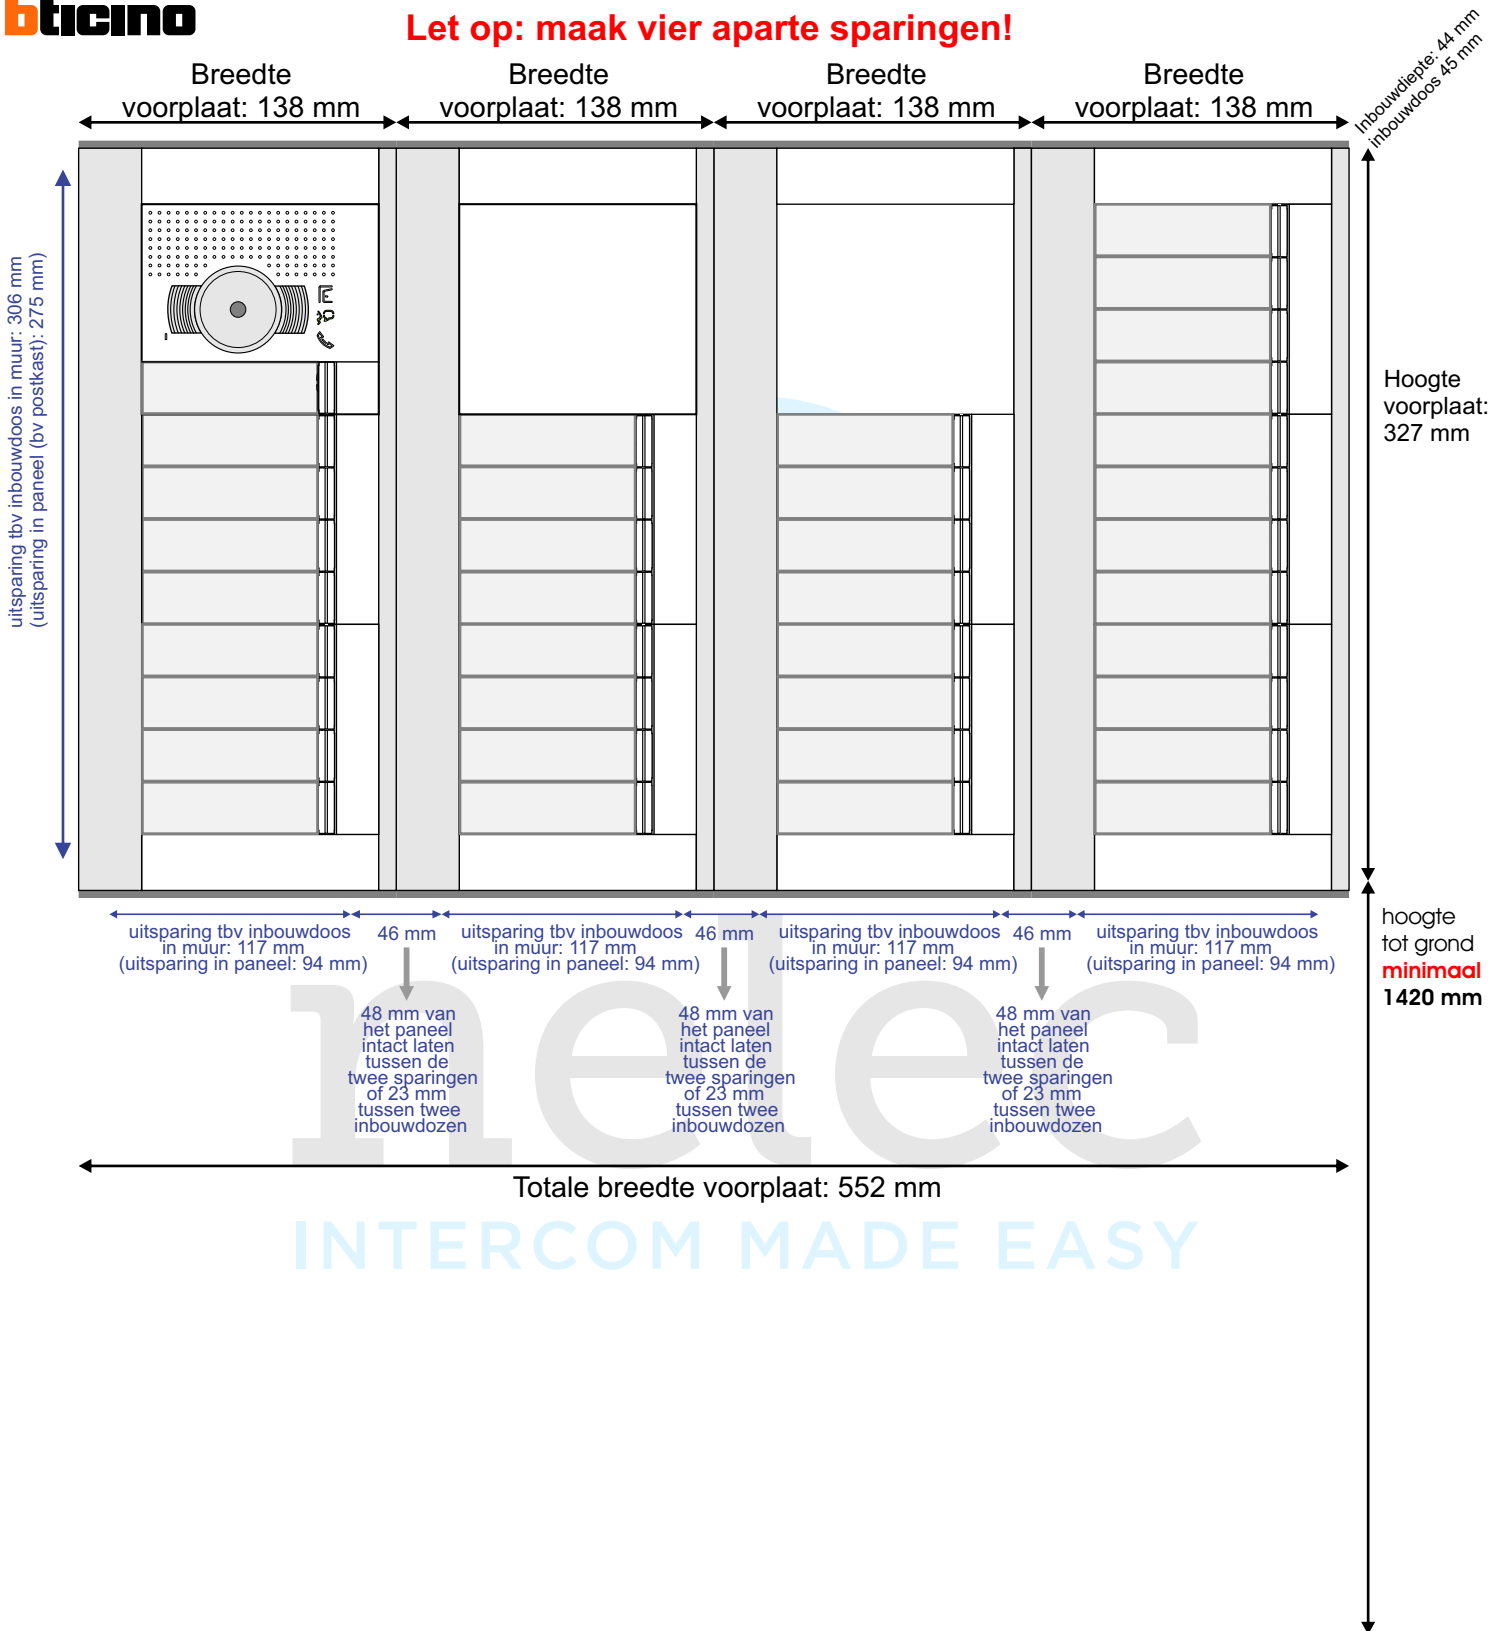 bticino
Let op: maak vier aparte sparingen!
Inbouwdiepte: 44 mm
inbouwdoos 45 mm
Breedte
voorplaat: 138 mm
Breedte
voorplaat: 138 mm
Breedte
voorplaat: 138 mm
Breedte
voorplaat: 138 mm
uitsparing tbv inbouwdoos in muur: 306 mm
(uitsparing in paneel (bv postkast): 275 mm)
Hoogte
voorplaat:
327 mm
uitsparing tbv inbouwdoos
in muur: 117 mm
(uitsparing in paneel: 94 mm)
46 mm
uitsparing tbv inbouwdoos
in muur: 117 mm
(uitsparing in paneel: 94 mm)
46 mm
uitsparing tbv inbouwdoos
in muur: 117 mm
(uitsparing in paneel: 94 mm)
46 mm
uitsparing tbv inbouwdoos
in muur: 117 mm
(uitsparing in paneel: 94 mm)
hoogte
tot grond
minimaal
1420 mm
48 mm van
het paneel
intact laten
tussen de
twee sparingen
of 23 mm
tussen twee
inbouwdozen
48 mm van
het paneel
intact laten
tussen de
twee sparingen
of 23 mm
tussen twee
inbouwdozen
48 mm van
het paneel
intact laten
tussen de
twee sparingen
of 23 mm
tussen twee
inbouwdozen
nelec
Totale breedte voorplaat: 552 mm
INTERCOM MADE EASY